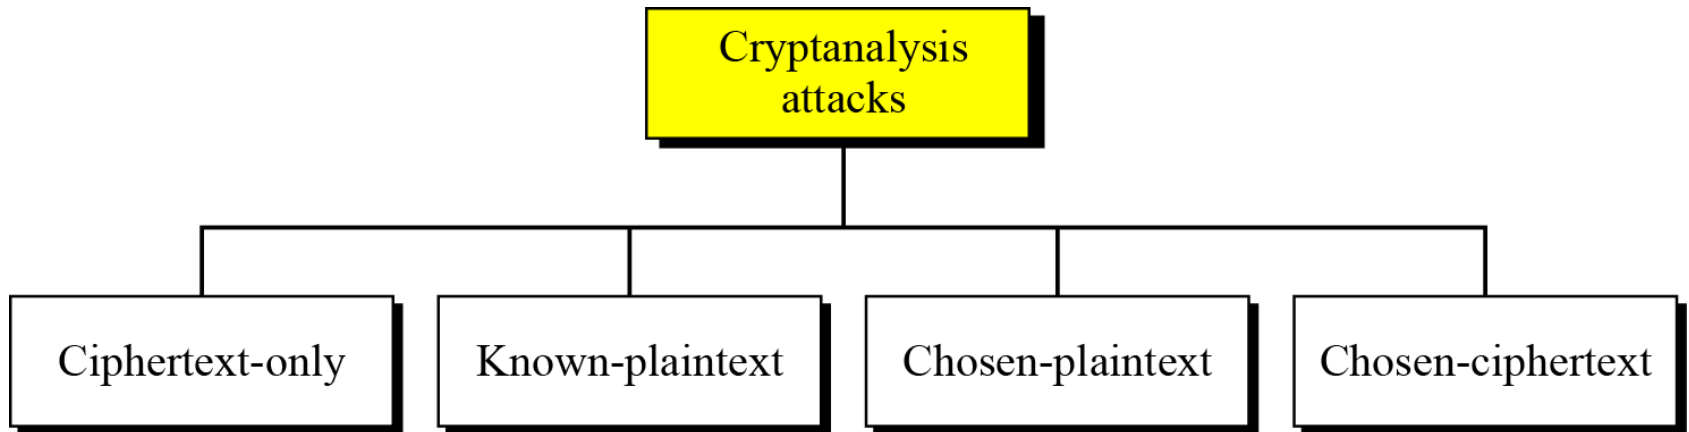 Cryptanalysis
attacks
Ciphertext-only
Known-plaintext
Chosen-plaintext
Chosen-ciphertext